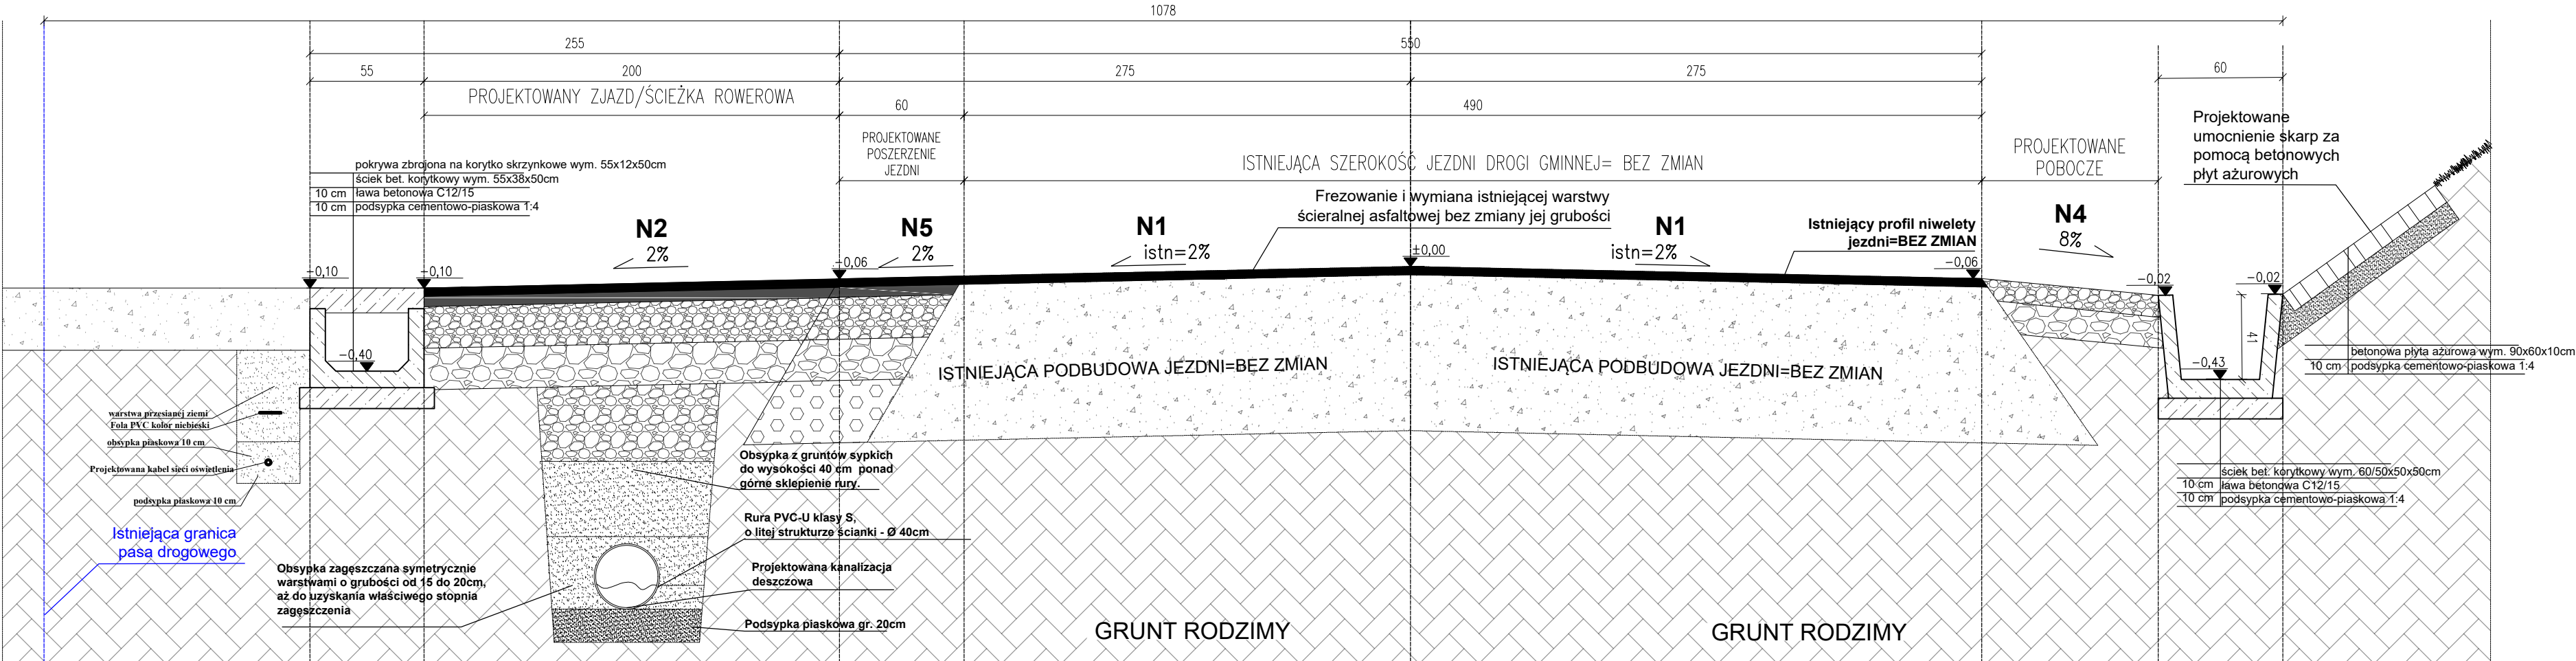 1078
255
550
55
200
275
275
60
PROJEKTOWANY ZJAZD/ŚCIEŻKA ROWEROWA
60
490
PROJEKTOWANE
POSZERZENIE
JEZDNI
ISTNIEJĄCA SZEROKOŚĆ JEZDNI DROGI GMINNEJ= BEZ ZMIAN
PROJEKTOWANE
POBOCZE
Projektowane
umocnienie skarp za
pomocą betonowych
płyt ażurowych
pokrywa zbrojona na korytko skrzynkowe wym. 55x12x50cm
ściek bet. korytkowy wym. 55x38x50cm
10 cm ława betonowa C12/15
10 cm podsypka cementowo-piaskowa 1:4
Frezowanie i wymiana istniejącej warstwy
ścieralnej asfaltowej bez zmiany jej grubości
Istniejący profil niwelety
jezdni=BEZ ZMIAN
N2
2%
N5
2%
N1
istn=2%
N1
istn=2%
N4
8%
-0,10
-0,10
-0,06
±0,00
-0,06
-0,02
-0,02
-0,40
41
-0,43
ISTNIEJĄCA PODBUDOWA JEZDNI=BEZ ZMIAN
ISTNIEJĄCA PODBUDOWA JEZDNI=BEZ ZMIAN
betonowa płyta ażurowa wym. 90x60x10cm
10 cm podsypka cementowo-piaskowa 1:4
warstwa przesianej ziemi
Fola PVC kolor niebieski
obsypka piaskowa 10 cm
Projektowana kabel sieci oświetlenia
podsypka piaskowa 10 cm
Obsypka z gruntów sypkich
do wysokości 40 cm ponad
górne sklepienie rury.
ściek bet. korytkowy wym. 60/50x50x50cm
10 cm ława betonowa C12/15
10 cm podsypka cementowo-piaskowa 1:4
Istniejąca granica
pasa drogowego
Rura PVC-U klasy S,
o litej strukturze ścianki - Ø 40cm
Obsypka zagęszczana symetrycznie
warstwami o grubości od 15 do 20cm,
aż do uzyskania właściwego stopnia
zagęszczenia
Projektowana kanalizacja
deszczowa
Podsypka piaskowa gr. 20cm
GRUNT RODZIMY
GRUNT RODZIMY